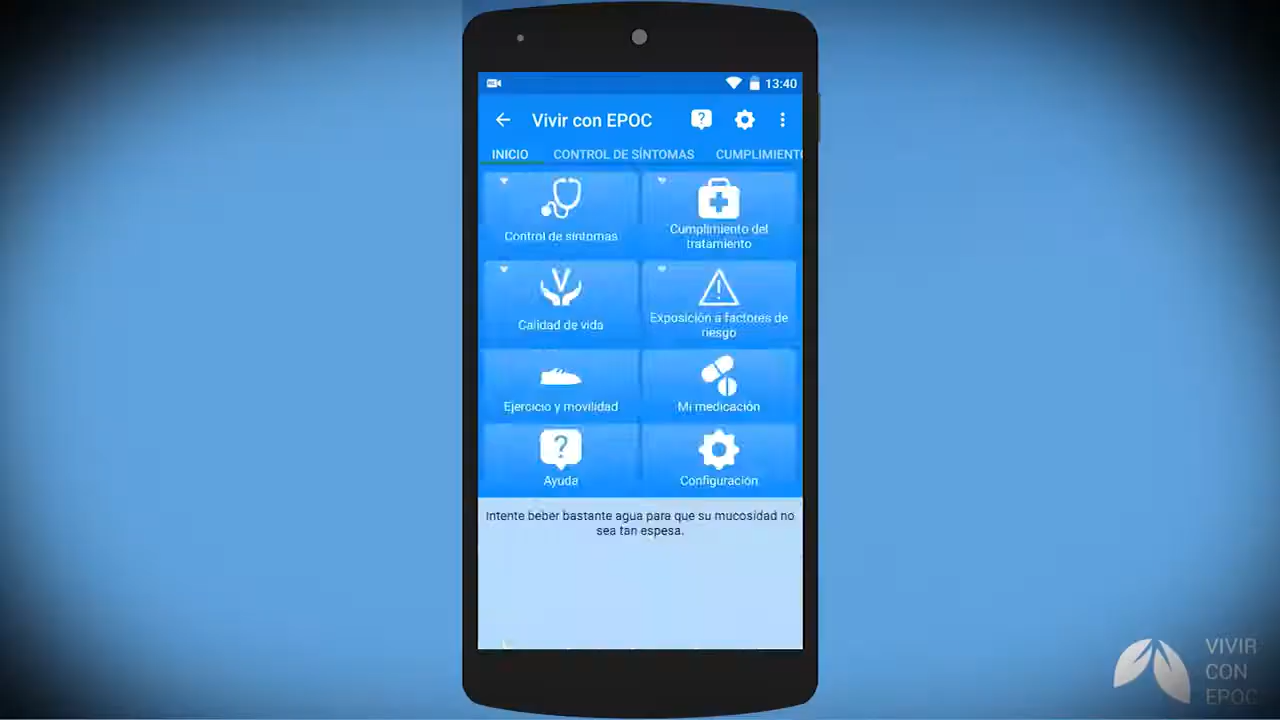 13:40
Vivir con EPOC
INICIO CONTROL DE SÍNTOMAS CUMPLIMIENTO
Control de síntomas
Cumplimiento del
tratamiento
Calidad de vida
Exposición a factores de
riesgo
Ejercicio y movilidad
Mi medicación
?
Ayuda
Configuración
Intente beber bastante agua para que su mucosidad no
sea tan espesa.
VIVIR
CON
EPOC